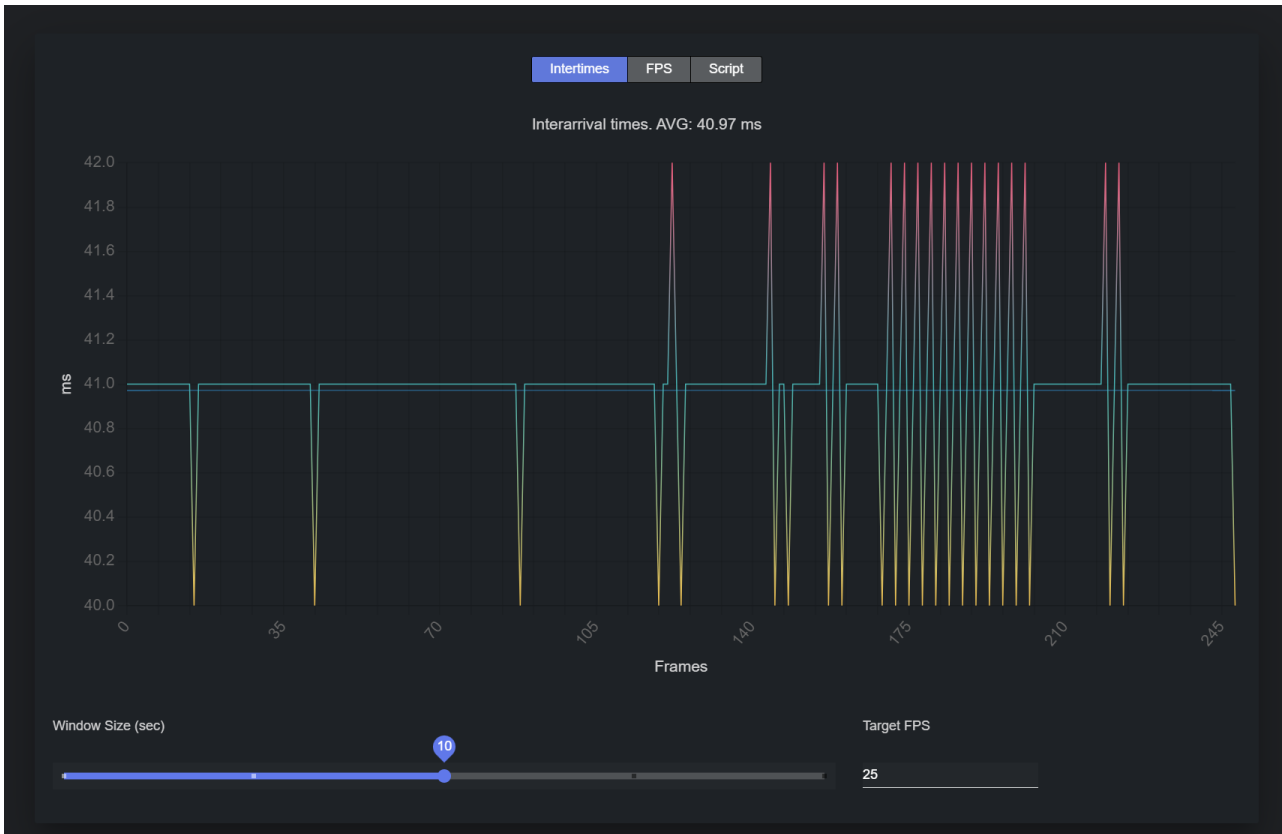 Intertimes FPS Script
Interarrival times. AVG: 40.97 ms
42.0
41.8
41.6
41.4
41.2
41.0
40.8
40.6
40.4
40.2
40.0
ms
0 35 70 105 140 175 210 245
Frames
Window Size (sec)
Target FPS
10
25